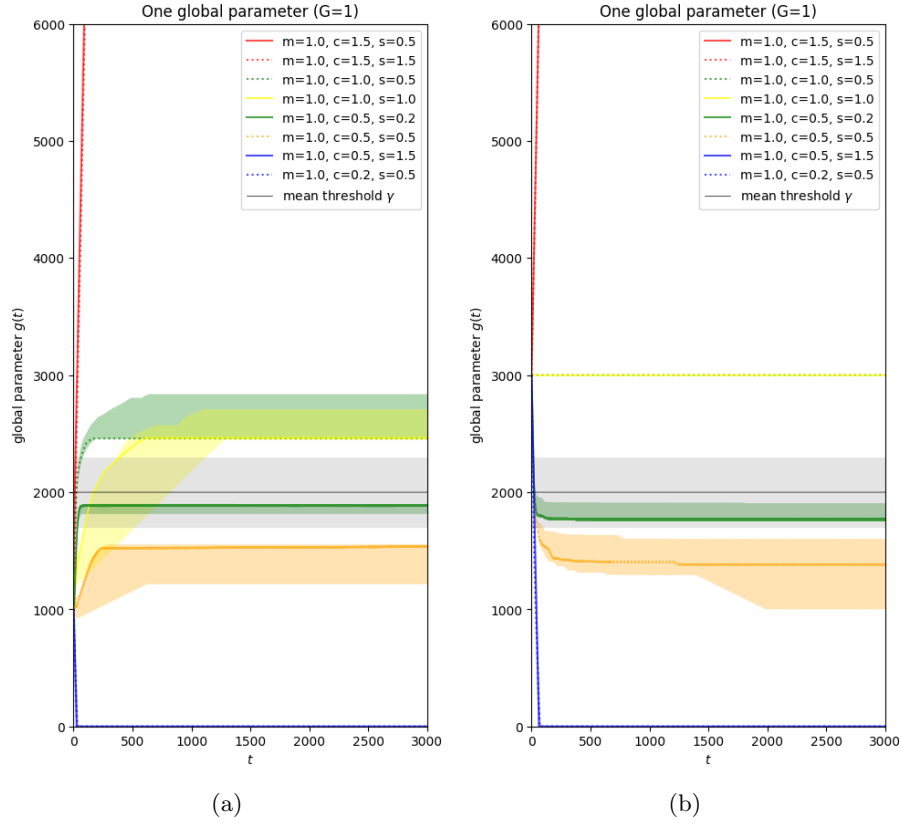 One global parameter (G=1)
6000
5000
4000
3000
2000
1000
0
global parameter g(t)
0
500
1000
1500
2000
2500
3000
t
m=1.0, c=1.5, s=0.5
m=1.0, c=1.5, s=1.5
m=1.0, c=1.0, s=0.5
m=1.0, c=1.0, s=1.0
m=1.0, c=0.5, s=0.2
m=1.0, c=0.5, s=0.5
m=1.0, c=0.5, s=1.5
m=1.0, c=0.2, s=0.5
mean threshold γ
(a)
One global parameter (G=1)
6000
5000
4000
3000
2000
1000
0
global parameter g(t)
0
500
1000
1500
2000
2500
3000
t
m=1.0, c=1.5, s=0.5
m=1.0, c=1.5, s=1.5
m=1.0, c=1.0, s=0.5
m=1.0, c=1.0, s=1.0
m=1.0, c=0.5, s=0.2
m=1.0, c=0.5, s=0.5
m=1.0, c=0.5, s=1.5
m=1.0, c=0.2, s=0.5
mean threshold γ
(b)